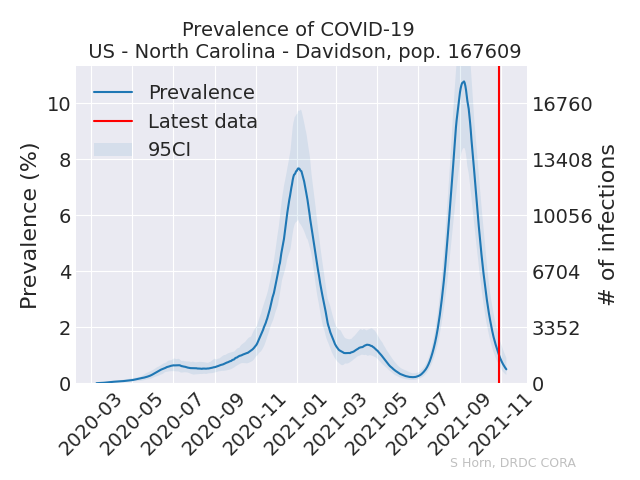 Prevalence of COVID-19
US - North Carolina - Davidson, pop. 167609
Prevalence
Latest data
95CI
Prevalence (%)
10
8
6
4
2
0
16760
13408
10056
6704
3352
0
# of infections
2020-03
2020-05
2020-07
2020-09
2020-11
2021-01
2021-03
2021-05
2021-07
2021-09
2021-11
S Horn, DRDC CORA